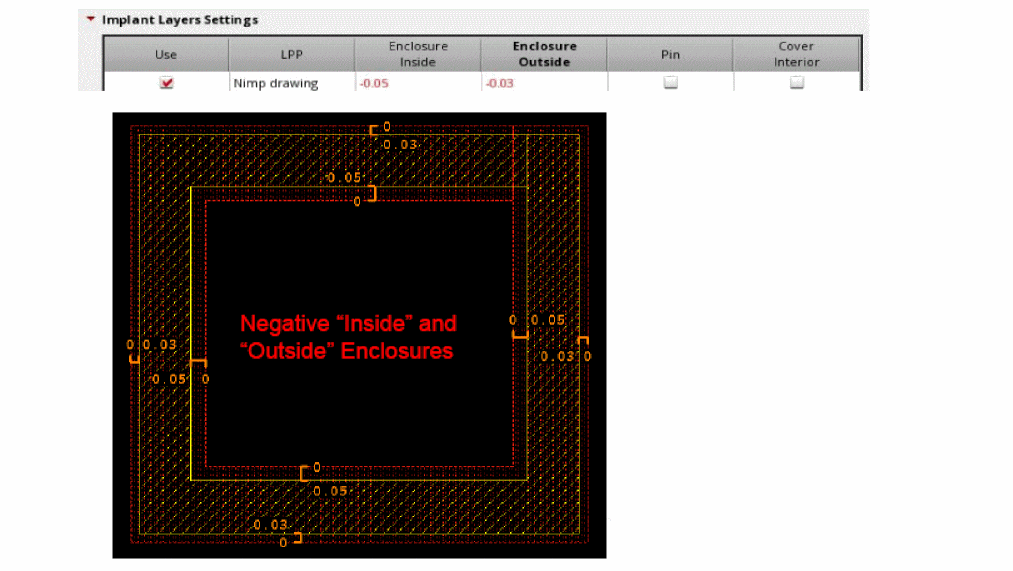 Implant Layers Settings
Use LPP Enclosure Inside Enclosure Outside Pin Cover Interior
Nimp drawing -0.05 -0.03
0
0.03
0.05
0
Negative “Inside” and
“Outside” Enclosures
0 0.05
0 0.03
0.03 0
0.05 0
0
0.05
0.03
0